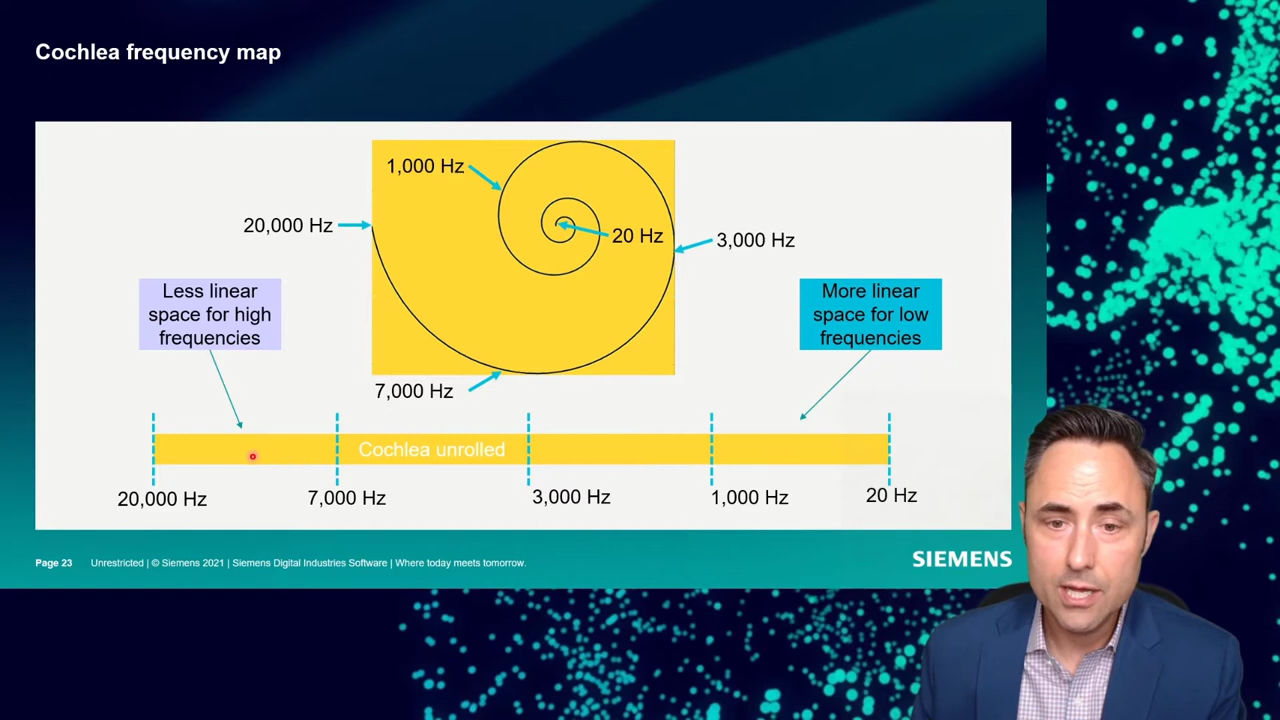 Cochlea frequency map
1,000 Hz
20,000 Hz
20 Hz
3,000 Hz
Less linear
space for high
frequencies
More linear
space for low
frequencies
7,000 Hz
Cochlea unrolled
20,000 Hz
7,000 Hz
3,000 Hz
1,000 Hz
20 Hz
Page 23
Unrestricted | © Siemens 2021 | Siemens Digital Industries Software | Where today meets tomorrow.
SIEMENS